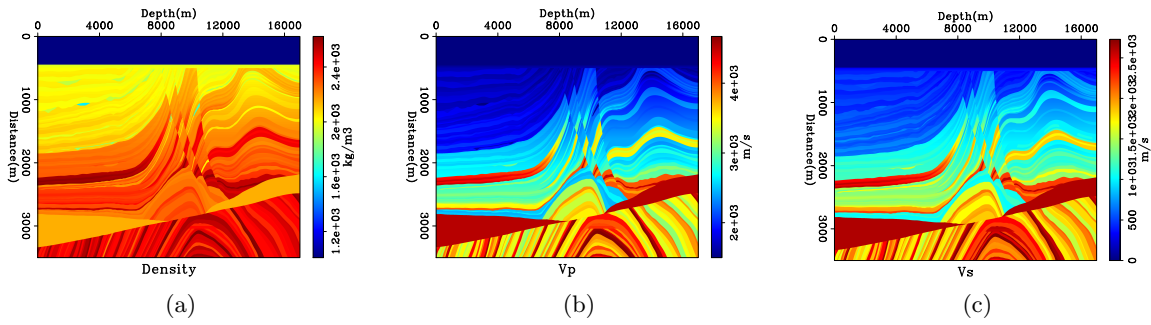 Depth(m)
0 4000 8000 12000 16000
0
1000
2000
3000
Distance(m)
2.4e+03
2e+03
1.6e+03
1.2e+03
kg/m3
Density
(a)
Depth(m)
0 4000 8000 12000 16000
0
1000
2000
3000
Distance(m)
4e+03
3e+03
2e+03
m/s
Vp
(b)
Depth(m)
0 4000 8000 12000 16000
0
1000
2000
3000
Distance(m)
0 500 1e+031.5e+032e+032.5e+03
m/s
Vs
(c)